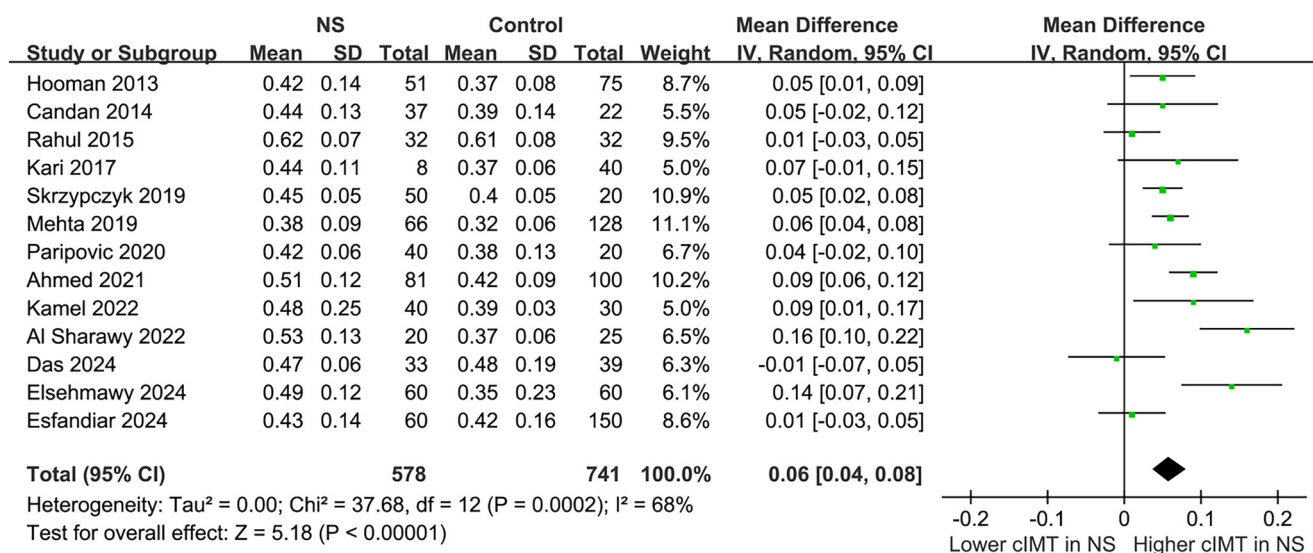 NS Control Mean Difference Mean Difference
Study or Subgroup Mean SD Total Mean SD Total Weight IV, Random, 95% CI IV, Random, 95% CI
Hooman 2013 0.42 0.14 51 0.37 0.08 75 8.7% 0.05 [0.01, 0.09]
Candan 2014 0.44 0.13 37 0.39 0.14 22 5.5% 0.05 [-0.02, 0.12]
Rahul 2015 0.62 0.07 32 0.61 0.08 32 9.5% 0.01 [-0.03, 0.05]
Kari 2017 0.44 0.11 8 0.37 0.06 40 5.0% 0.07 [-0.01, 0.15]
Skrzypczyk 2019 0.45 0.05 50 0.4 0.05 20 10.9% 0.05 [0.02, 0.08]
Mehta 2019 0.38 0.09 66 0.32 0.06 128 11.1% 0.06 [0.04, 0.08]
Paripovic 2020 0.42 0.06 40 0.38 0.13 20 6.7% 0.04 [-0.02, 0.10]
Ahmed 2021 0.51 0.12 81 0.42 0.09 100 10.2% 0.09 [0.06, 0.12]
Kamel 2022 0.48 0.25 40 0.39 0.03 30 5.0% 0.09 [0.01, 0.17]
Al Sharawy 2022 0.53 0.13 20 0.37 0.06 25 6.5% 0.16 [0.10, 0.22]
Das 2024 0.47 0.06 33 0.48 0.19 39 6.3% -0.01 [-0.07, 0.05]
Elsehmawy 2024 0.49 0.12 60 0.35 0.23 60 6.1% 0.14 [0.07, 0.21]
Esfandiar 2024 0.43 0.14 60 0.42 0.16 150 8.6% 0.01 [-0.03, 0.05]
Total (95% CI) 578 741 100.0% 0.06 [0.04, 0.08]
Heterogeneity: Tau² = 0.00; Chi² = 37.68, df = 12 (P = 0.0002); I² = 68%
Test for overall effect: Z = 5.18 (P < 0.00001)
-0.2 -0.1 0 0.1 0.2
Lower cIMT in NS Higher cIMT in NS